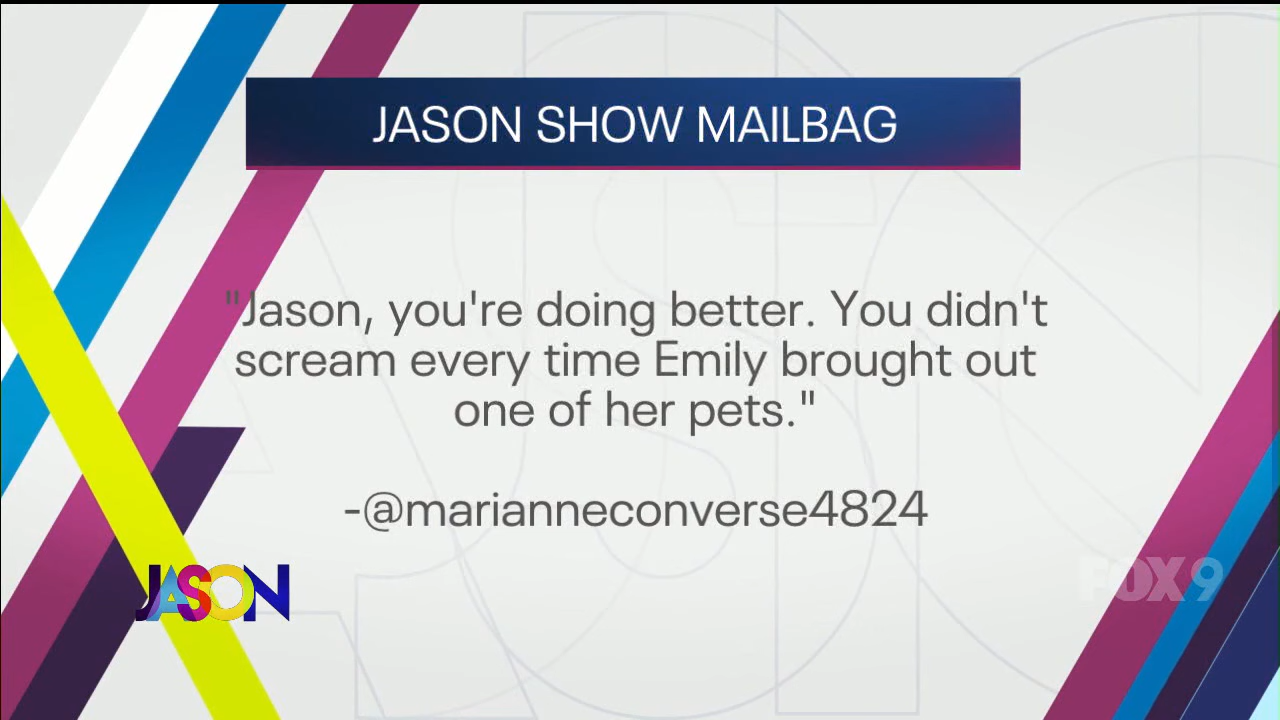 JASON SHOW MAILBAG
"Jason, you're doing better. You didn't
scream every time Emily brought out
one of her pets."
-@marianneconverse4824
JASON
FOX 9